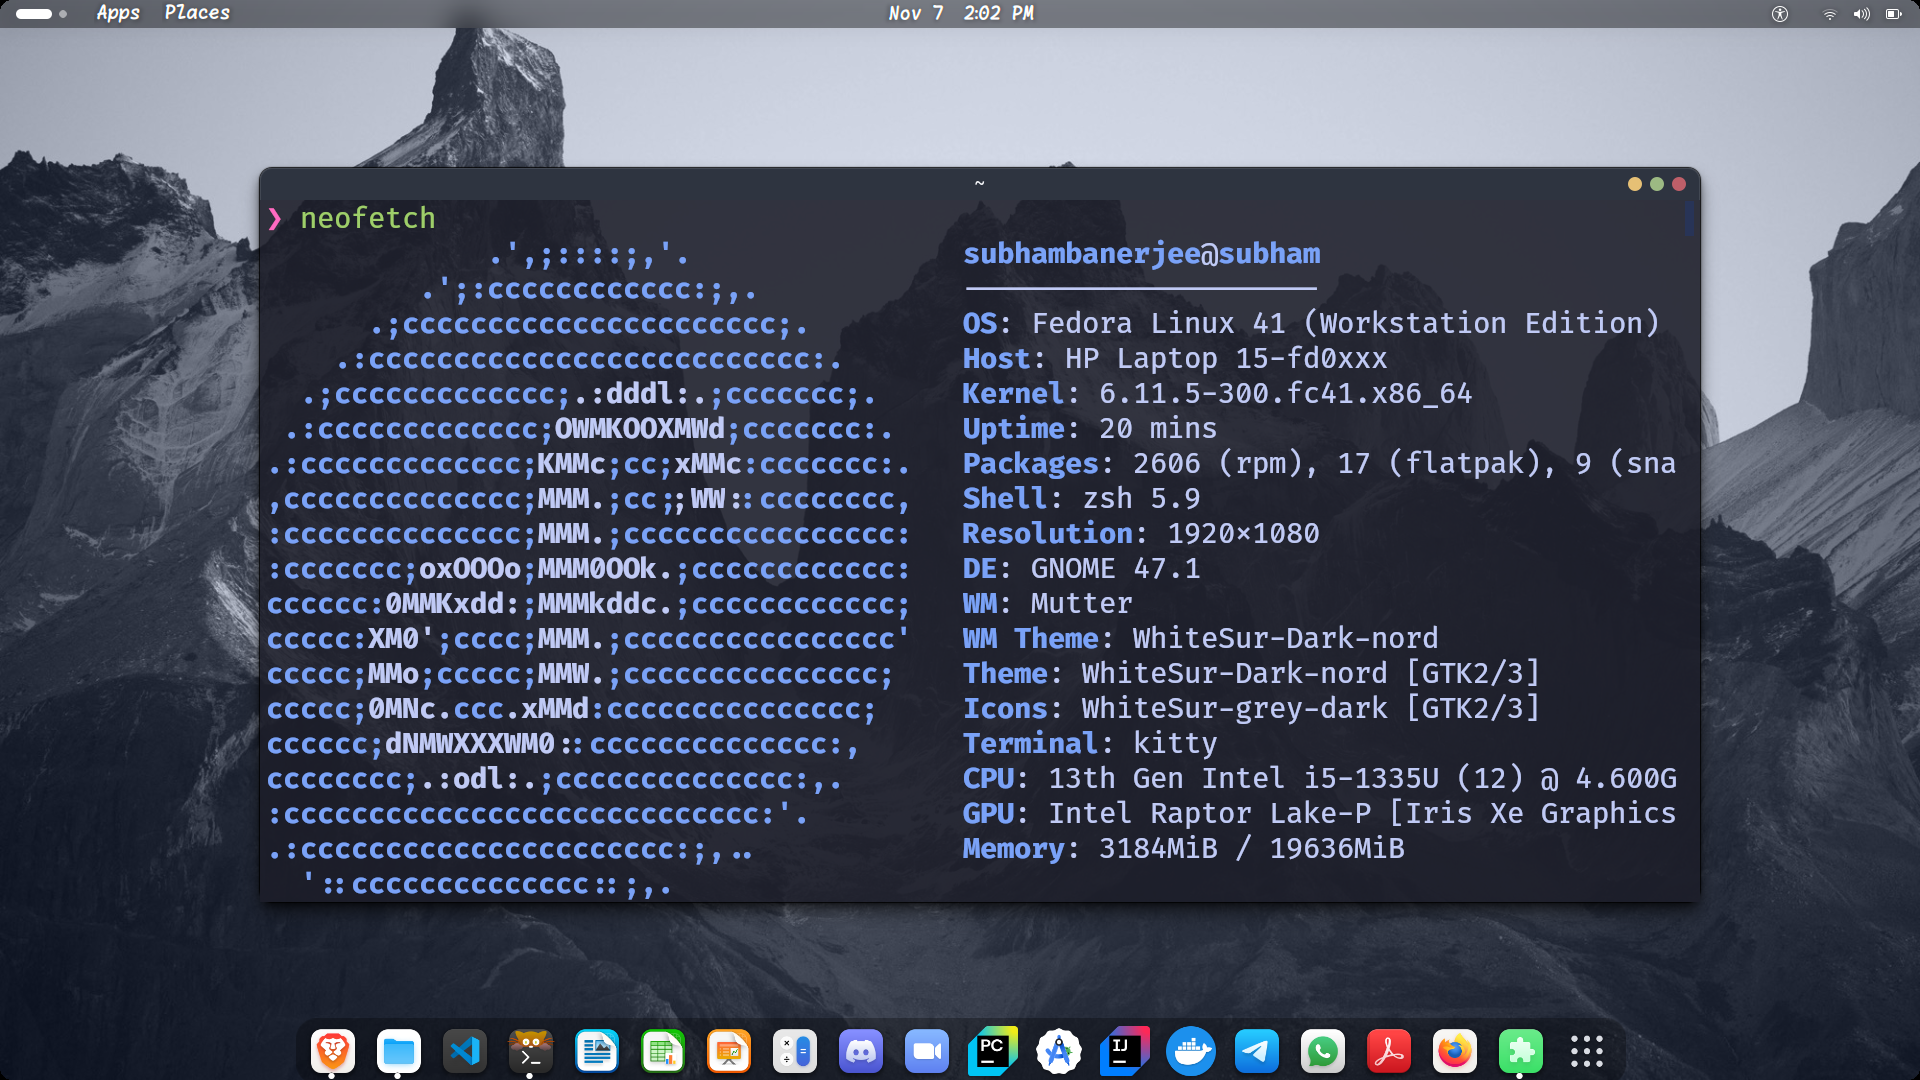 Apps Places Nov 7 2:02 PM
~
❯ neofetch
.',;::::;,'.
.';:cccccccccccc:;,.
.;cccccccccccccccccccccc;.
.:cccccccccccccccccccccccccc:.
.;ccccccccccccc;.:dddl:.;ccccccc;.
.:ccccccccccccc;OWMKOOXMWd;ccccccc:.
.:ccccccccccccc;KMMc;cc;xMMc:ccccccc:.
,cccccccccccccc;MMM.;cc;;WW::cccccccc,
:cccccccccccccc;MMM.;cccccccccccccccc:
:ccccccc;oxOOOo;MMM0OOk.;cccccccccccc:
cccccc:0MMKxdd:;MMMkddc.;cccccccccccc;
ccccc:XM0';cccc;MMM.;cccccccccccccccc'
ccccc;MMo;ccccc;MMW.;ccccccccccccccc;
ccccc;0MNc.ccc.xMMd:ccccccccccccccc;
cccccc;dNMWXXXWM0::cccccccccccccc:,
cccccccc;.:odl:.;cccccccccccccc:,.
:cccccccccccccccccccccccccccc:'.
.:cccccccccccccccccccccc:;,..
'::cccccccccccccc::;,.
subhambanerjee@subham
---------------------
OS: Fedora Linux 41 (Workstation Edition)
Host: HP Laptop 15-fd0xxx
Kernel: 6.11.5-300.fc41.x86_64
Uptime: 20 mins
Packages: 2606 (rpm), 17 (flatpak), 9 (sna
Shell: zsh 5.9
Resolution: 1920×1080
DE: GNOME 47.1
WM: Mutter
WM Theme: WhiteSur-Dark-nord
Theme: WhiteSur-Dark-nord [GTK2/3]
Icons: WhiteSur-grey-dark [GTK2/3]
Terminal: kitty
CPU: 13th Gen Intel i5-1335U (12) @ 4.600G
GPU: Intel Raptor Lake-P [Iris Xe Graphics
Memory: 3184MiB / 19636MiB
PC
IJ